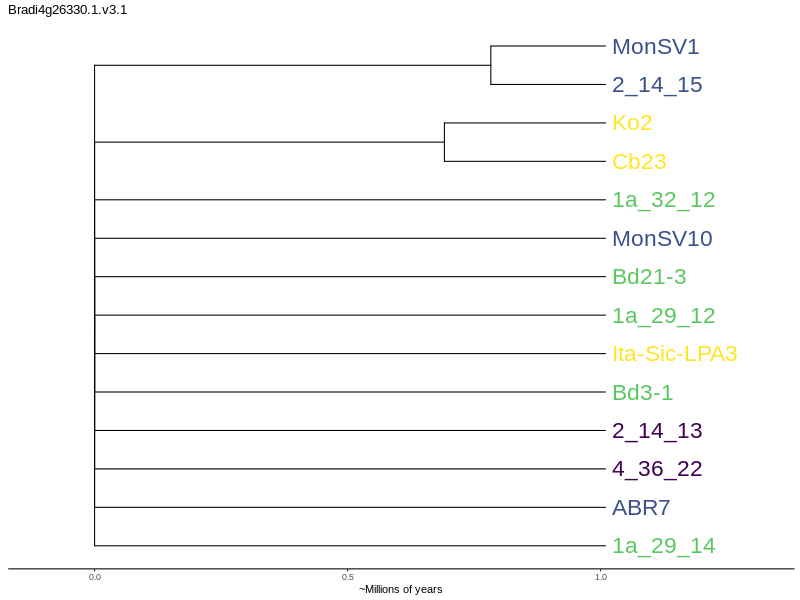 Bradi4g26330.1.v3.1
MonSV1
2_14_15
Ko2
Cb23
1a_32_12
MonSV10
Bd21-3
1a_29_12
Ita-Sic-LPA3
Bd3-1
2_14_13
4_36_22
ABR7
1a_29_14
0.0 0.5 1.0
~Millions of years